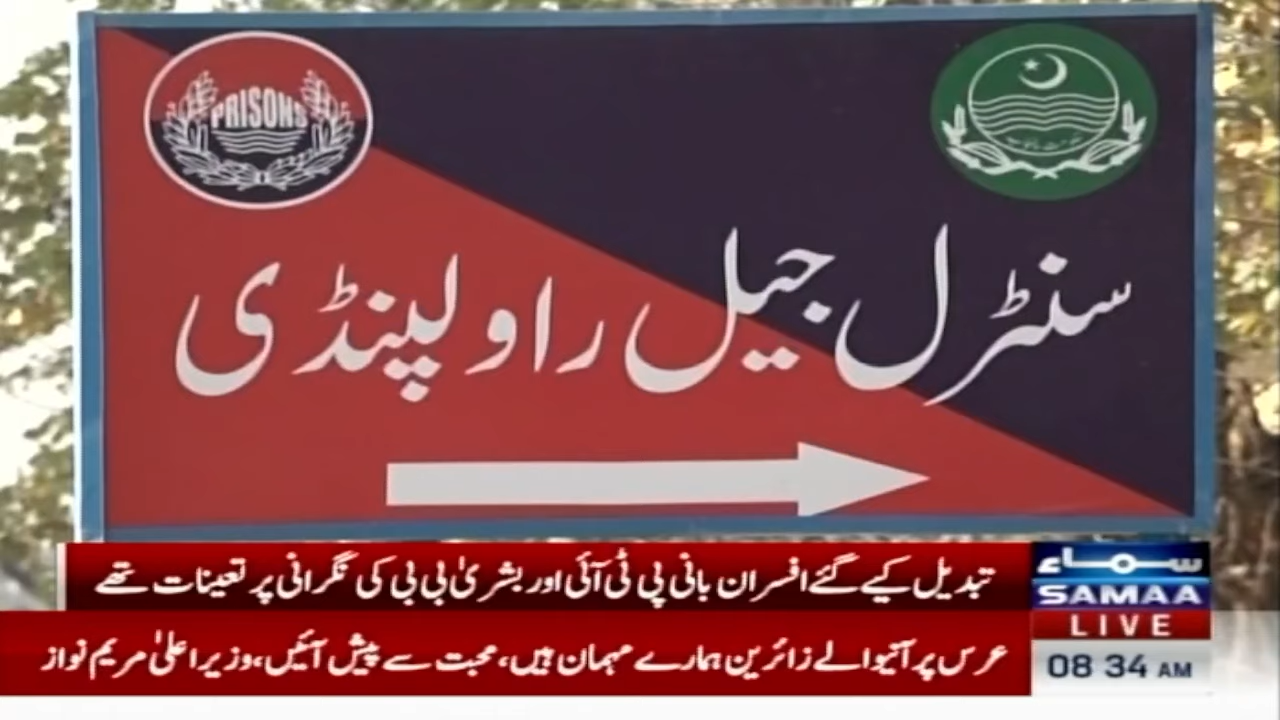 PRISONS
سنٹرل جیل راولپنڈی
تبدیل کیے گئے افسران بانی پی ٹی آئی اور بشریٰ بی بی کی نگرانی پر تعینات تھے
سماء
SAMAA
LIVE
عرس پر آنیوالے زائرین ہمارے مہمان ہیں، محبت سے پیش آئیں، وزیراعلیٰ مریم نواز
08 34 AM